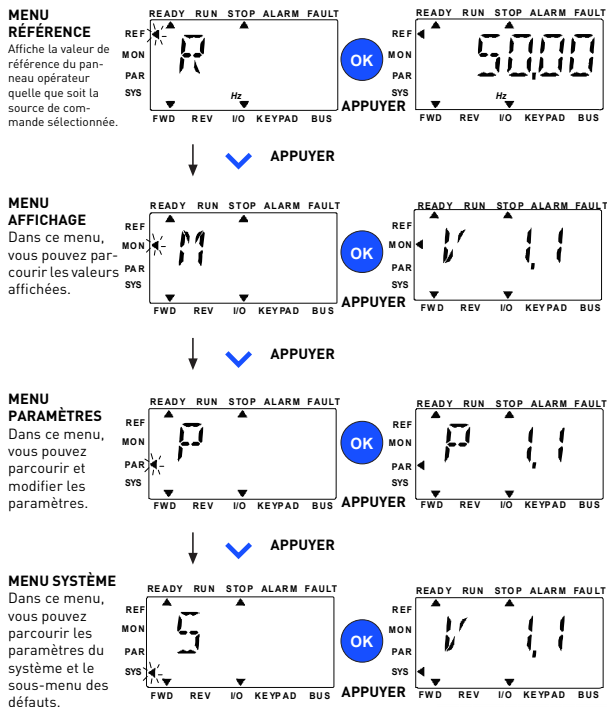 MENU
RÉFÉRENCE
Affiche la valeur de
référence du pan-
neau opérateur
quelle que soit la
source de com-
mande sélectionnée.
READY RUN STOP ALARM FAULT
REF
MON
PAR
SYS
R
Hz
FWD REV I/O KEYPAD BUS
OK
APPUYER
READY RUN STOP ALARM FAULT
REF
MON
PAR
SYS
50,00
Hz
FWD REV I/O KEYPAD BUS
APPUYER
MENU
AFFICHAGE
Dans ce menu,
vous pouvez par-
courir les valeurs
affichées.
READY RUN STOP ALARM FAULT
REF
MON
PAR
SYS
M
FWD REV I/O KEYPAD BUS
OK
APPUYER
READY RUN STOP ALARM FAULT
REF
MON
PAR
SYS
V 1,1
FWD REV I/O KEYPAD BUS
APPUYER
MENU
PARAMÈTRES
Dans ce menu,
vous pouvez
parcourir et
modifier les
paramètres.
READY RUN STOP ALARM FAULT
REF
MON
PAR
SYS
P
FWD REV I/O KEYPAD BUS
OK
APPUYER
READY RUN STOP ALARM FAULT
REF
MON
PAR
SYS
P 1,1
FWD REV I/O KEYPAD BUS
APPUYER
MENU SYSTÈME
Dans ce menu,
vous pouvez
parcourir les
paramètres du
système et le
sous-menu des
défauts.
READY RUN STOP ALARM FAULT
REF
MON
PAR
SYS
S
FWD REV I/O KEYPAD BUS
OK
APPUYER
READY RUN STOP ALARM FAULT
REF
MON
PAR
SYS
V 1,1
FWD REV I/O KEYPAD BUS